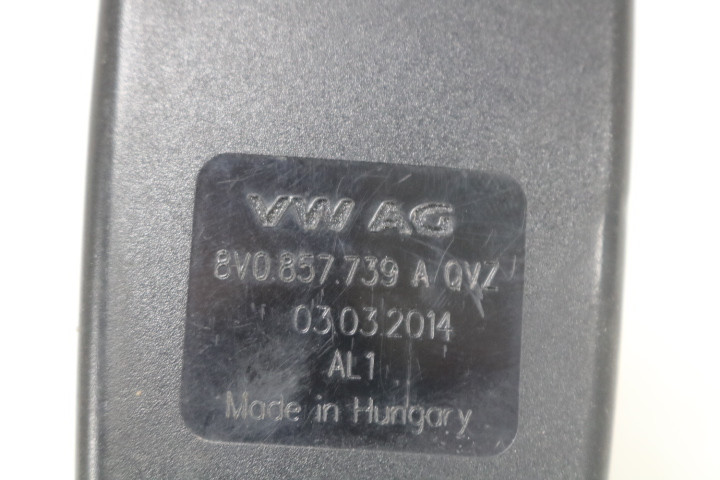 VW AG
8V0.857.739 A QVZ
03.03.2014
AL1
Made in Hungary